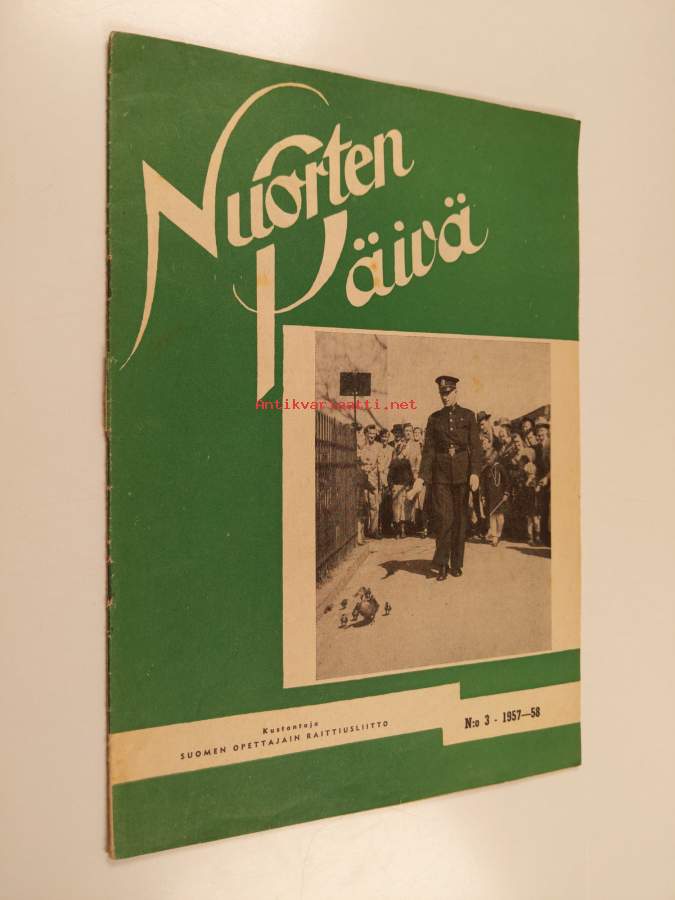 Nuorten
Päivä
Antikvariaatti.net
Kustantaja
SUOMEN OPETTAJAIN RAITTIUSLIITTO
N:o 3 - 1957—58